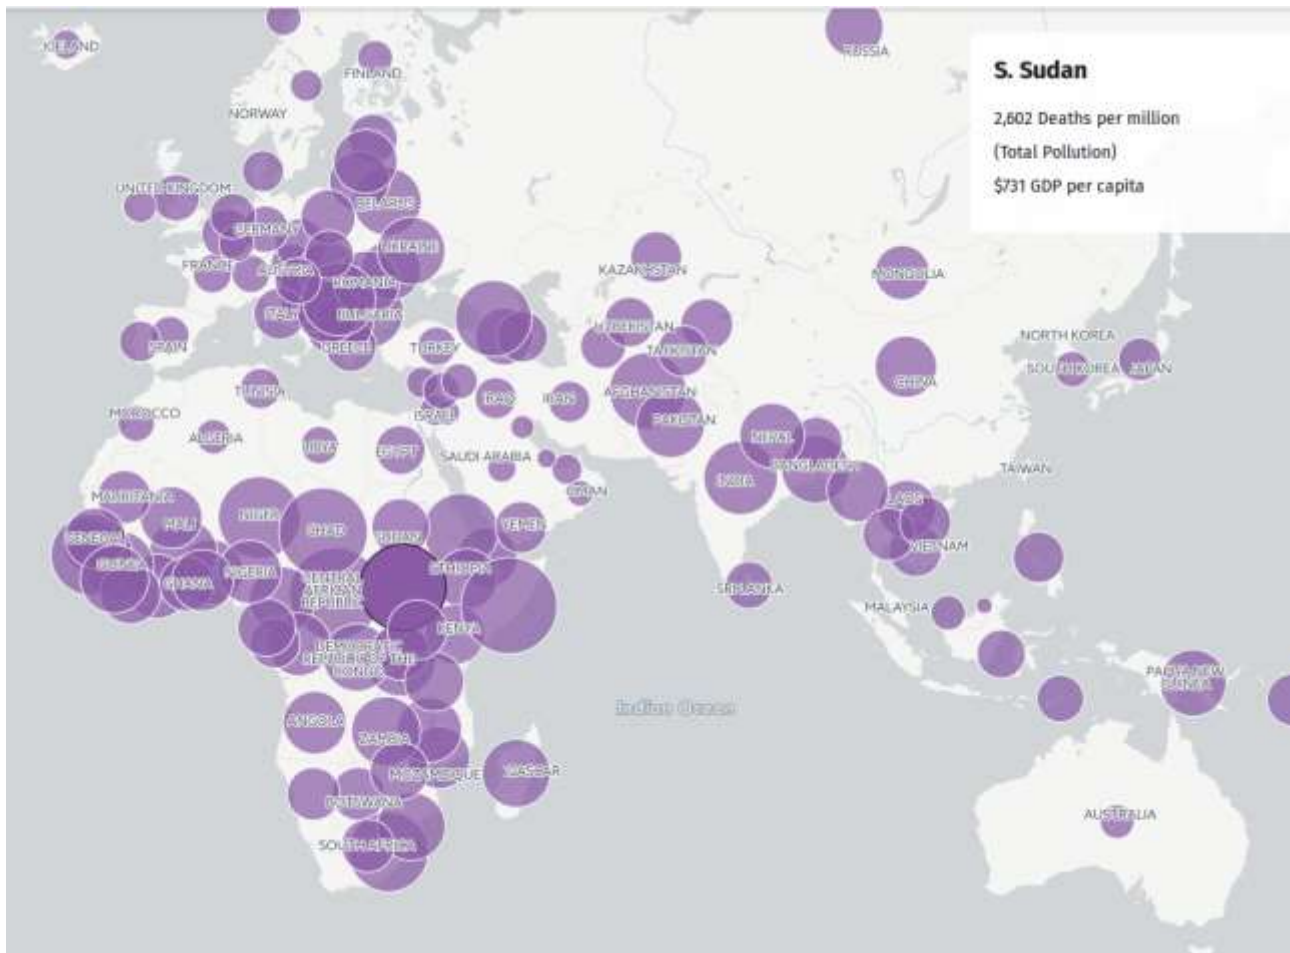 ICELAND
RUSSIA
FINLAND
NORWAY
S. Sudan
2,602 Deaths per million
(Total Pollution)
$731 GDP per capita
UNITED KINGDOM
BELARUS
GERMANY
UKRAINE
FRANCE
AUSTRIA
ROMANIA
KAZAKHSTAN
MONGOLIA
ITALY
BULGARIA
UZBEKISTAN
NORTH KOREA
SPAIN
GREECE
TURKEY
TAJIKISTAN
SOUTH KOREA
JAPAN
CHINA
TUNISIA
IRAQ
IRAN
AFGHANISTAN
MOROCCO
ISRAEL
PAKISTAN
ALGERIA
LIBYA
EGYPT
SAUDI ARABIA
NEPAL
BANGLADESH
TAIWAN
INDIA
OMAN
MAURITANIA
LAOS
NIGER
MALI
CHAD
SUDAN
YEMEN
SENEGAL
VIETNAM
GUINEA
GHANA
NIGERIA
ETHIOPIA
CENTRAL
AFRICAN
REPUBLIC
SRI LANKA
MALAYSIA
KENYA
DEMOCRATIC
REPUBLIC OF THE
CONGO
PAPUA NEW
GUINEA
Indian Ocean
ANGOLA
ZAMBIA
MOZAMBIQUE
GASCAR
BOTSWANA
AUSTRALIA
SOUTH AFRICA